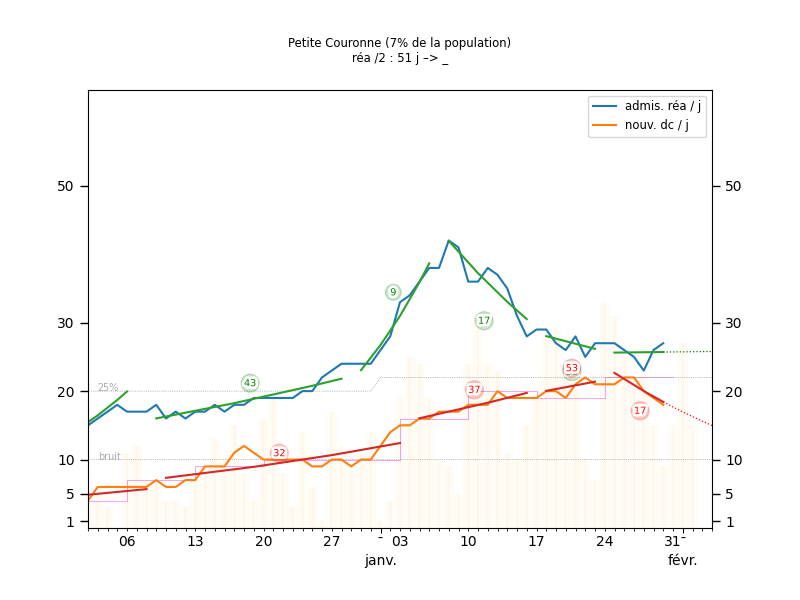 Petite Couronne (7% de la population)
réa /2 : 51 j –> _
admis. réa / j
nouv. dc / j
50 50
30 30
20 20
10 10
5 5
1 1
25%
bruit
43
32
9
17
37
53
17
06 13 20 27 - 03 10 17 24 31 -
janv. févr.